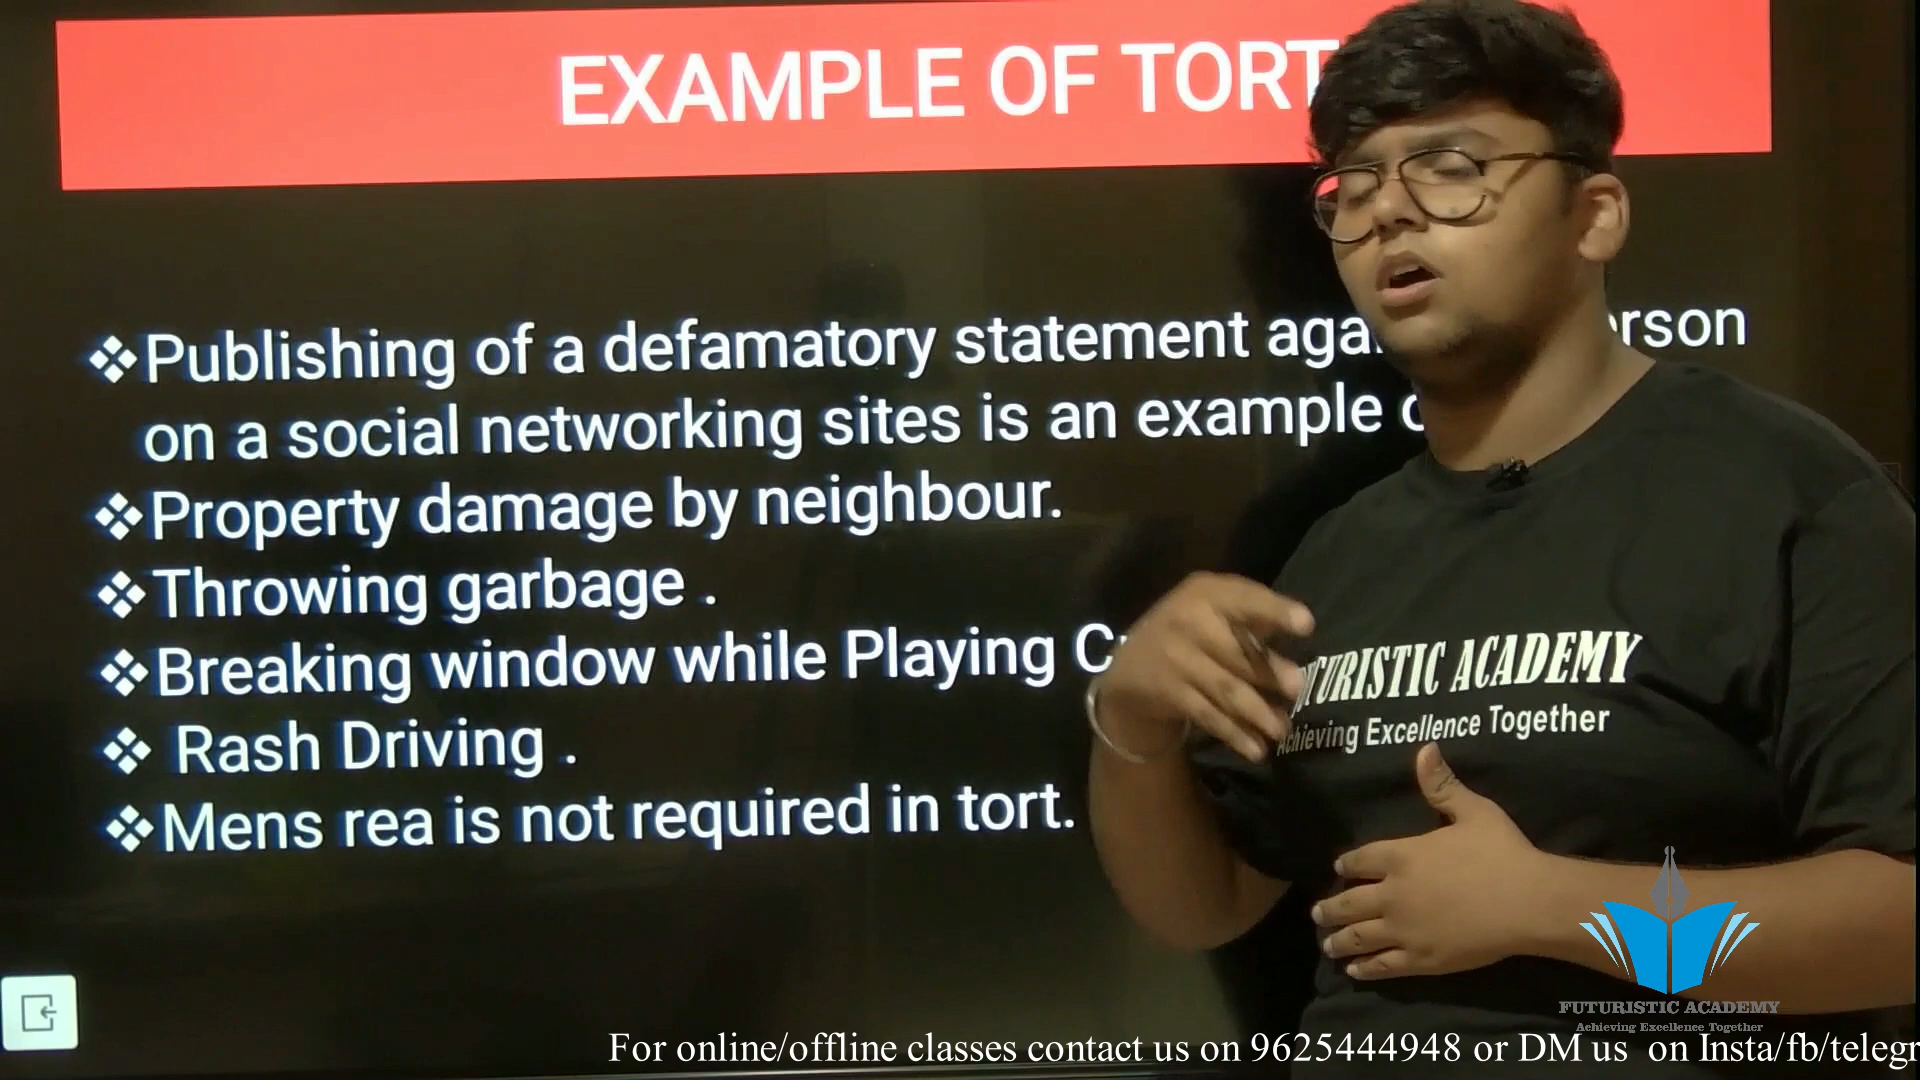 EXAMPLE OF TORT
❖Publishing of a defamatory statement
on a social networking sites is an example
❖Property damage by neighbour.
❖Throwing garbage .
❖Breaking window while Playing
❖ Rash Driving .
❖Mens rea is not required in tort.
FUTURISTIC ACADEMY
Achieving Excellence Together
FUTURISTIC ACADEMY
Achieving Excellence Together
For online/offline classes contact us on 9625444948 or DM us on Insta/fb/telegr